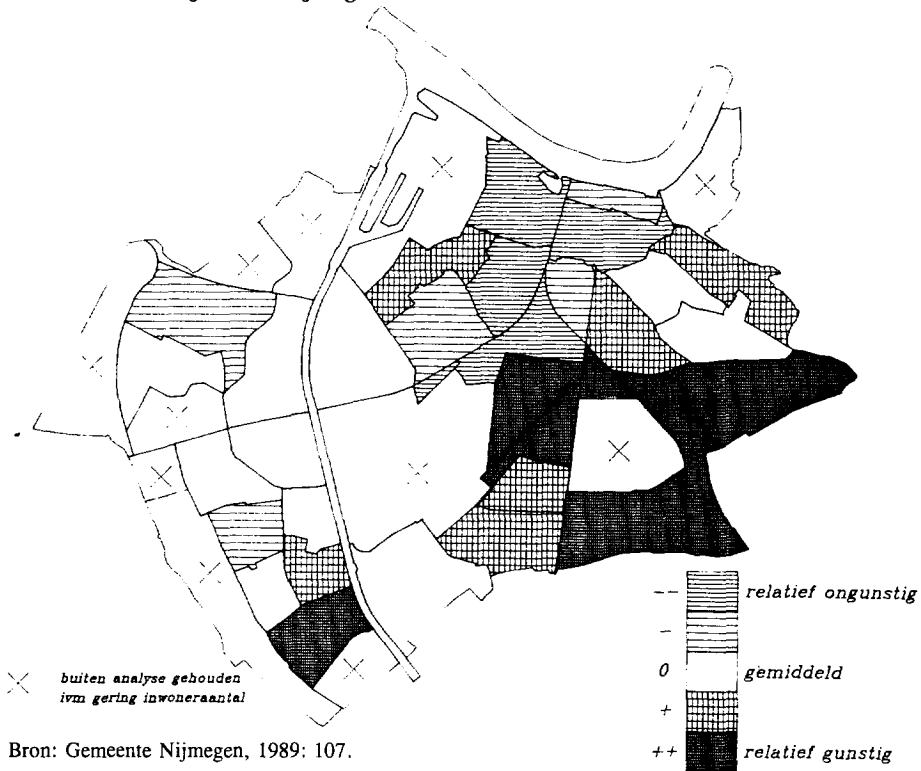 -- relatief ongunstig
-
0 gemiddeld
+
++ relatief gunstig
buiten analyse gehouden
ivm gering inwoneraantal
Bron: Gemeente Nijmegen, 1989: 107.